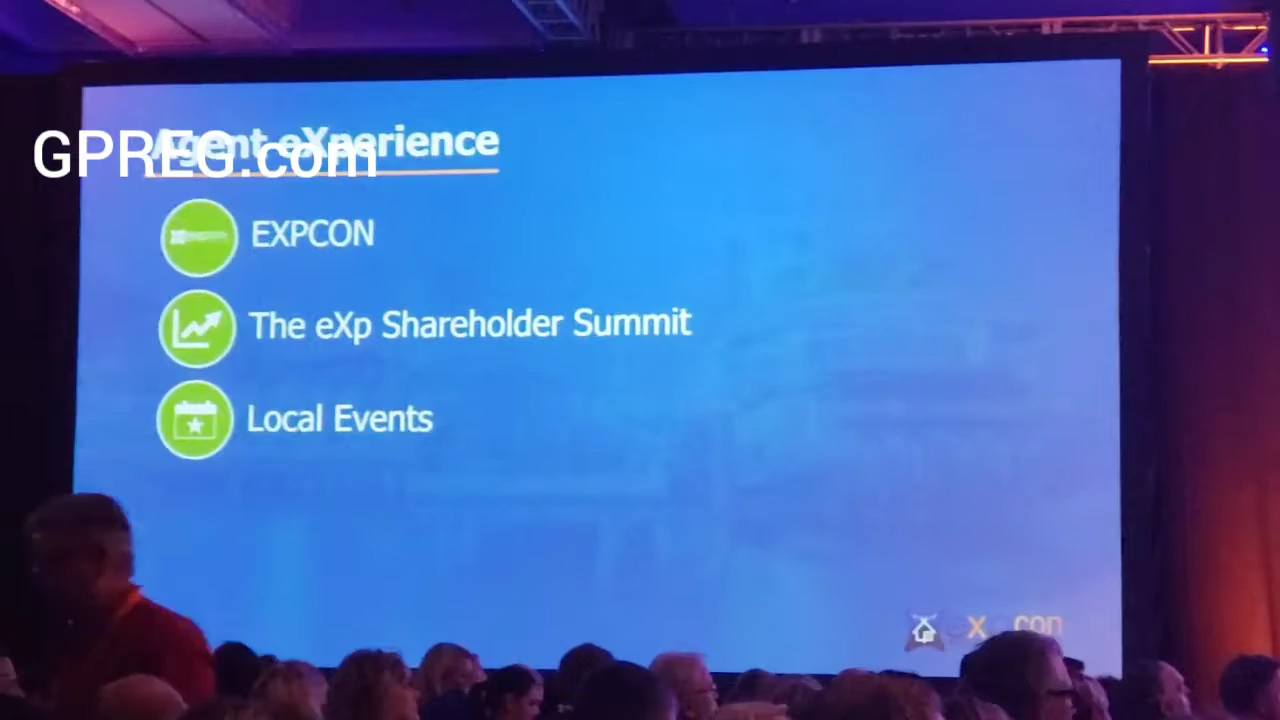 Agent eXperience
GPREG.com
EXPCON
The eXp Shareholder Summit
Local Events